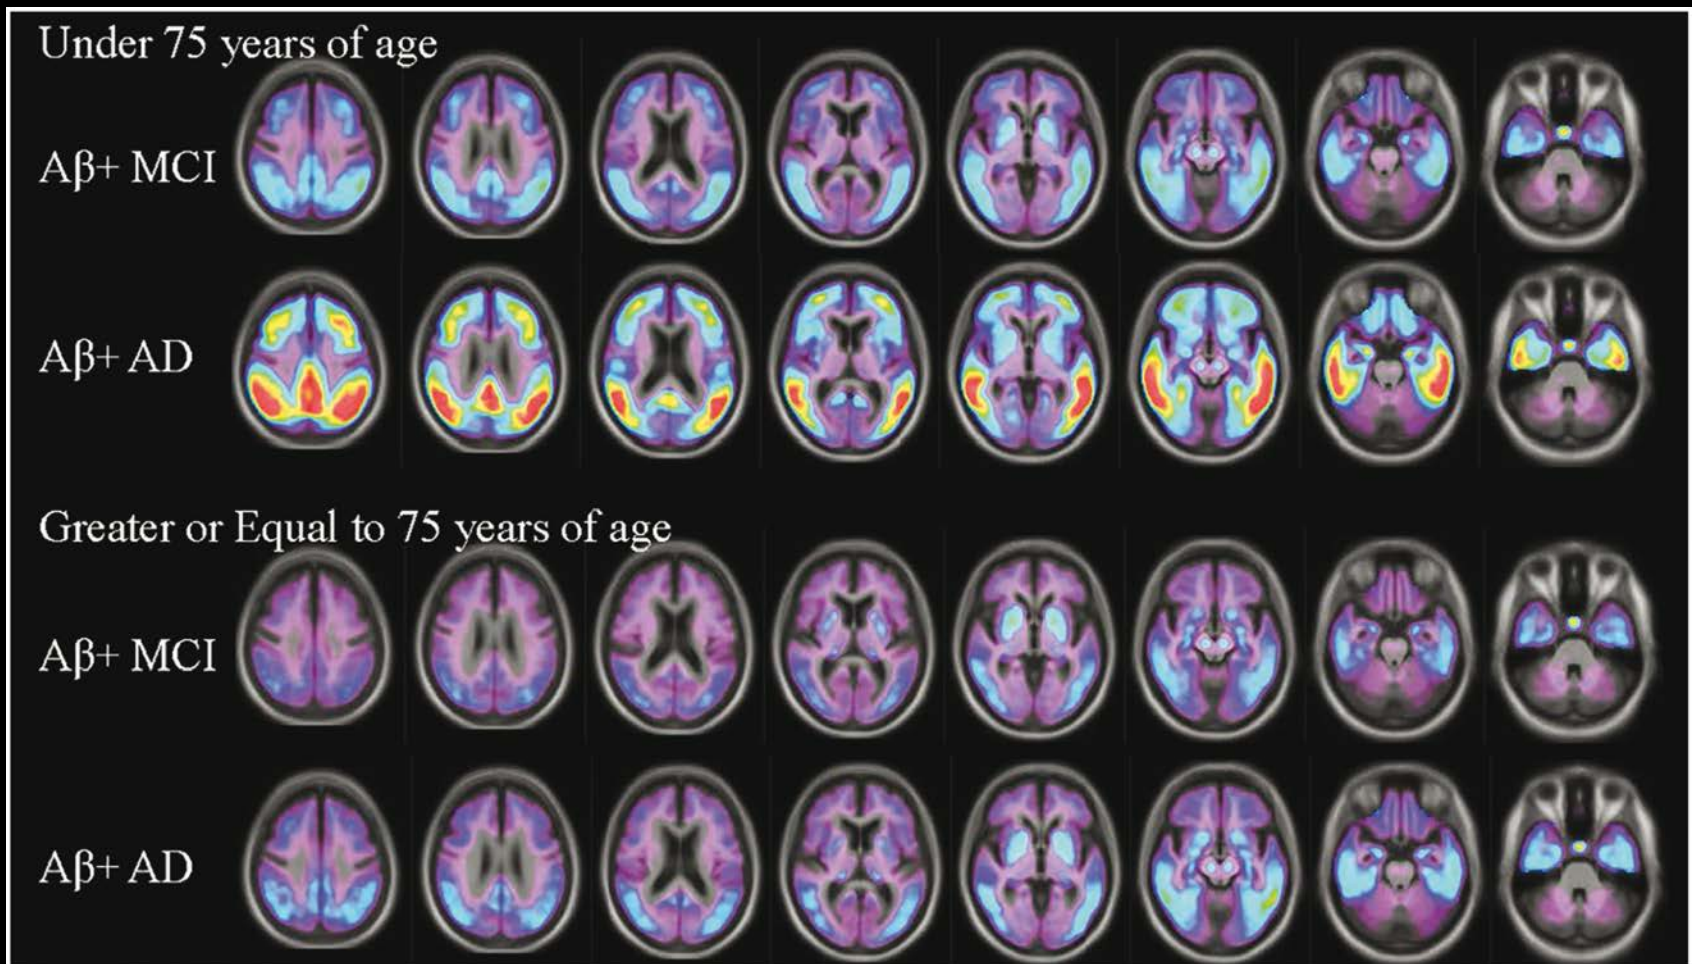 Under 75 years of age
Aβ+ MCI
Aβ+ AD
Greater or Equal to 75 years of age
Aβ+ MCI
Aβ+ AD